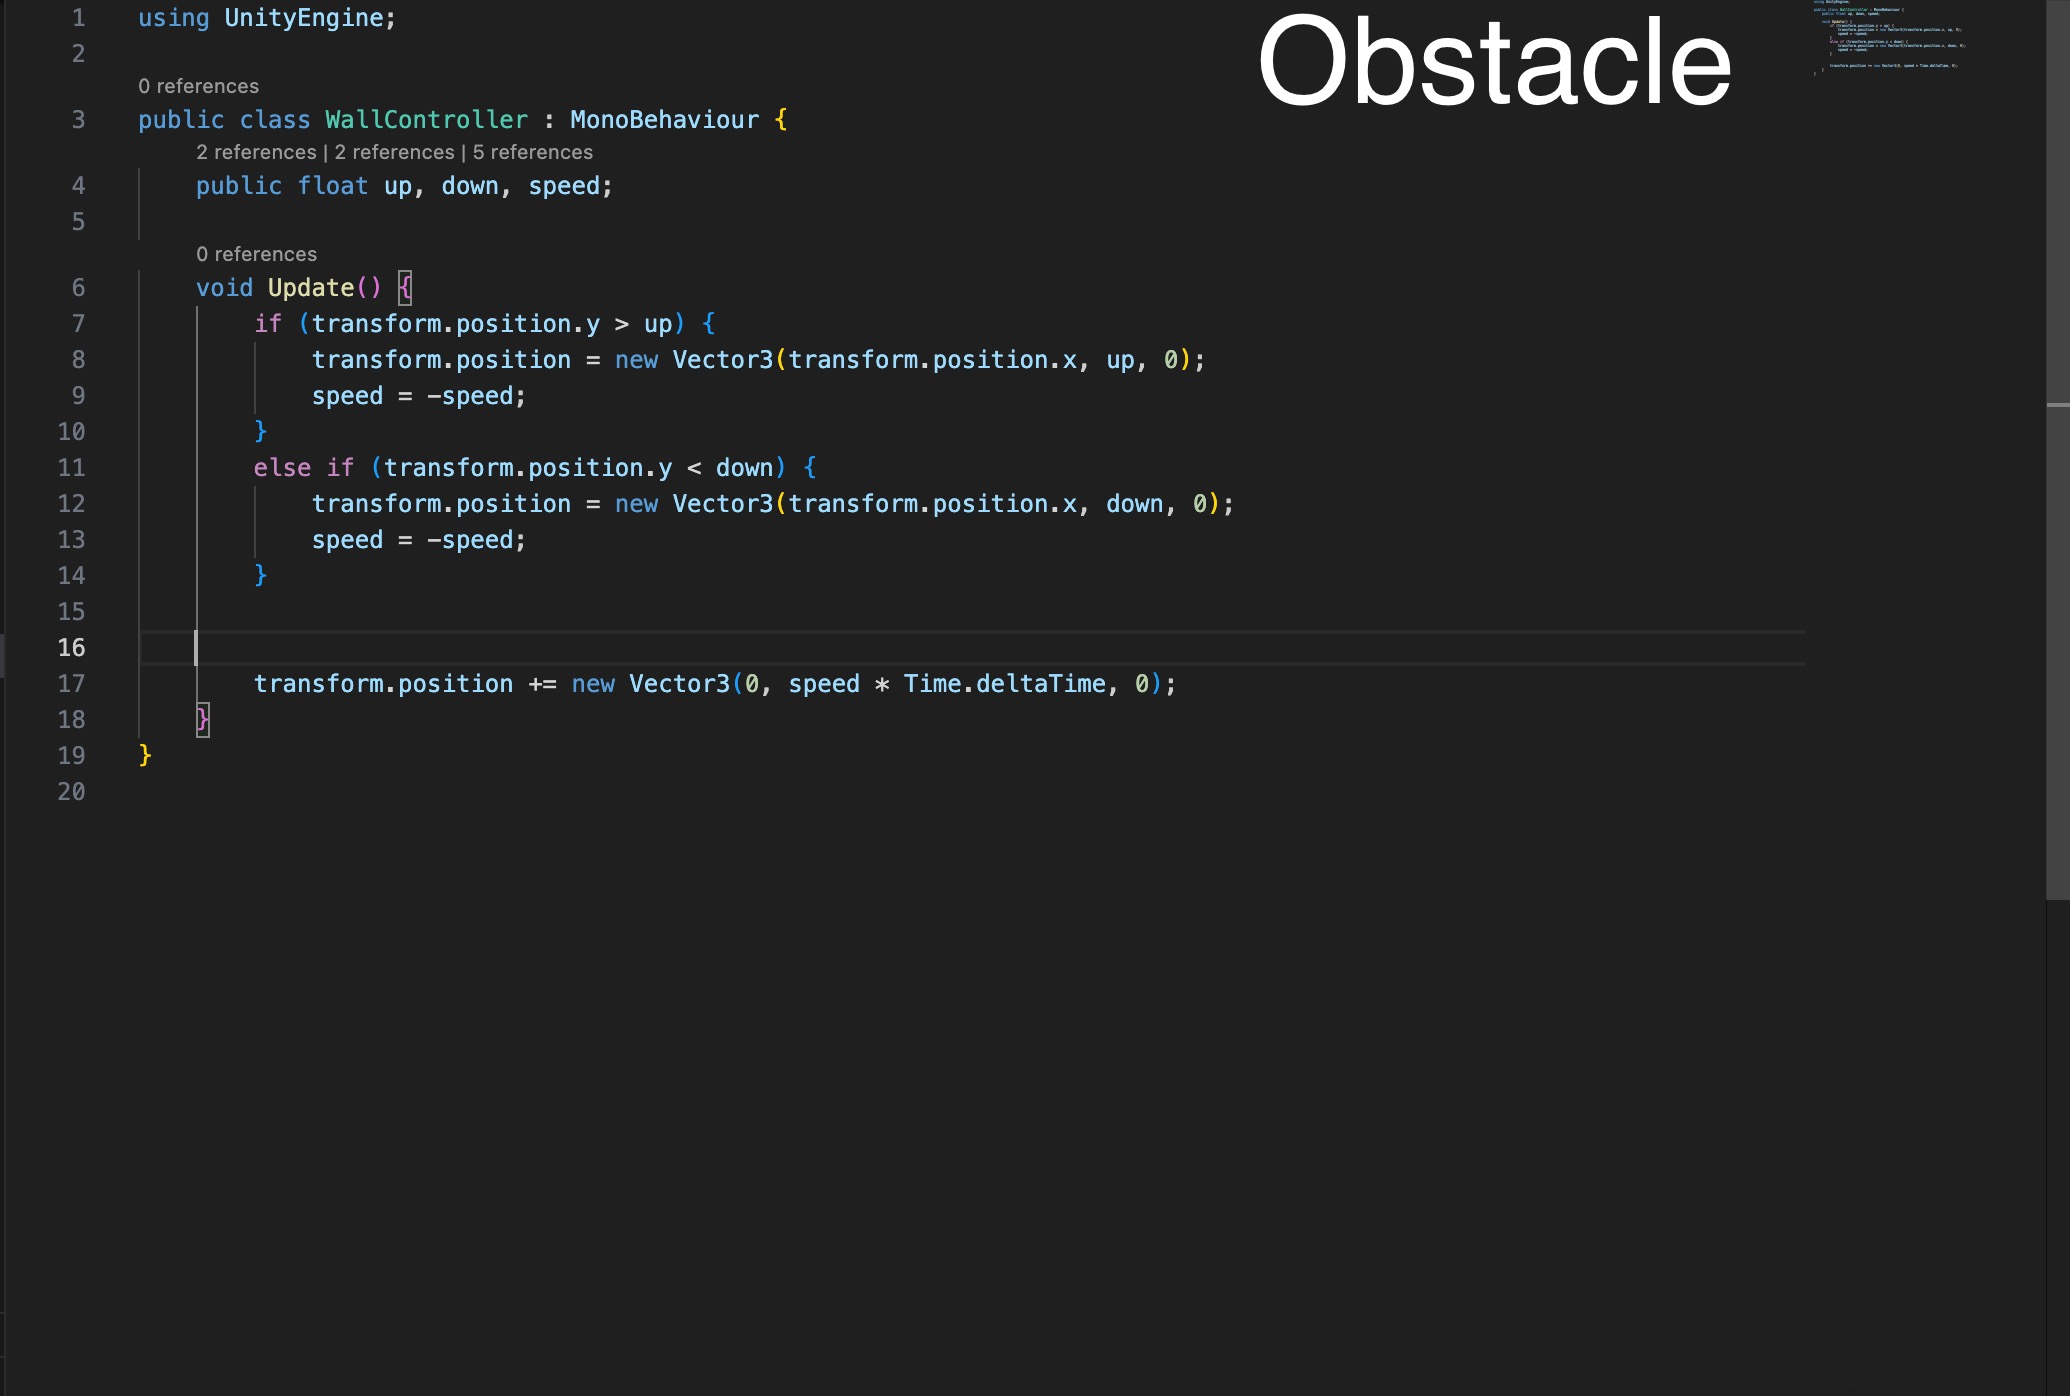 Obstacle
1 using UnityEngine;
2
0 references
3 public class WallController : MonoBehaviour {
2 references | 2 references | 5 references
4 public float up, down, speed;
5
0 references
6 void Update() {
7 if (transform.position.y > up) {
8 transform.position = new Vector3(transform.position.x, up, 0);
9 speed = -speed;
10 }
11 else if (transform.position.y < down) {
12 transform.position = new Vector3(transform.position.x, down, 0);
13 speed = -speed;
14 }
15
16
17 transform.position += new Vector3(0, speed * Time.deltaTime, 0);
18 }
19 }
20